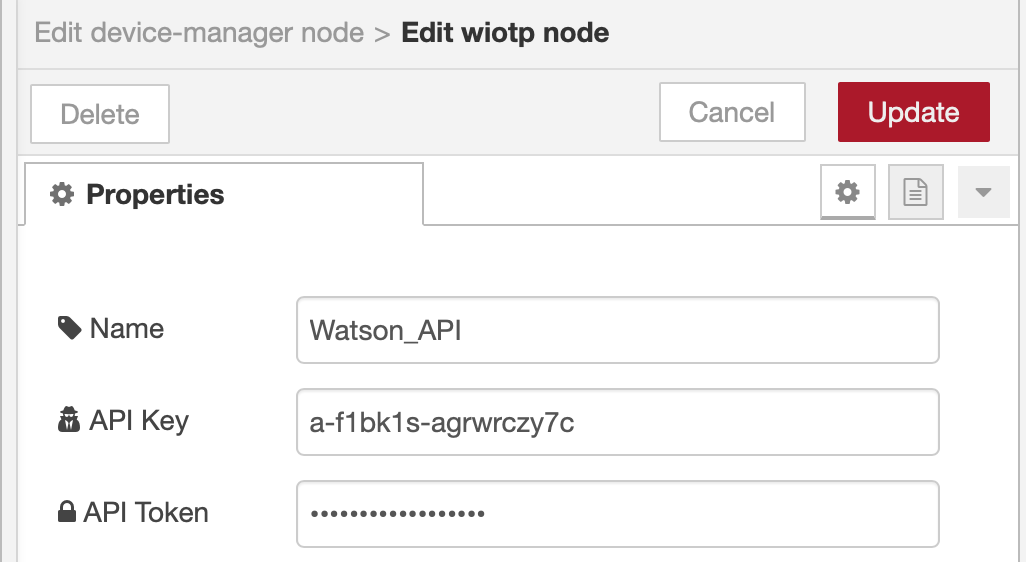 Edit device-manager node > Edit wiotp node
Delete Cancel Update
Properties
Name Watson_API
API Key a-f1bk1s-agrwrczy7c
API Token ••••••••••••••••••